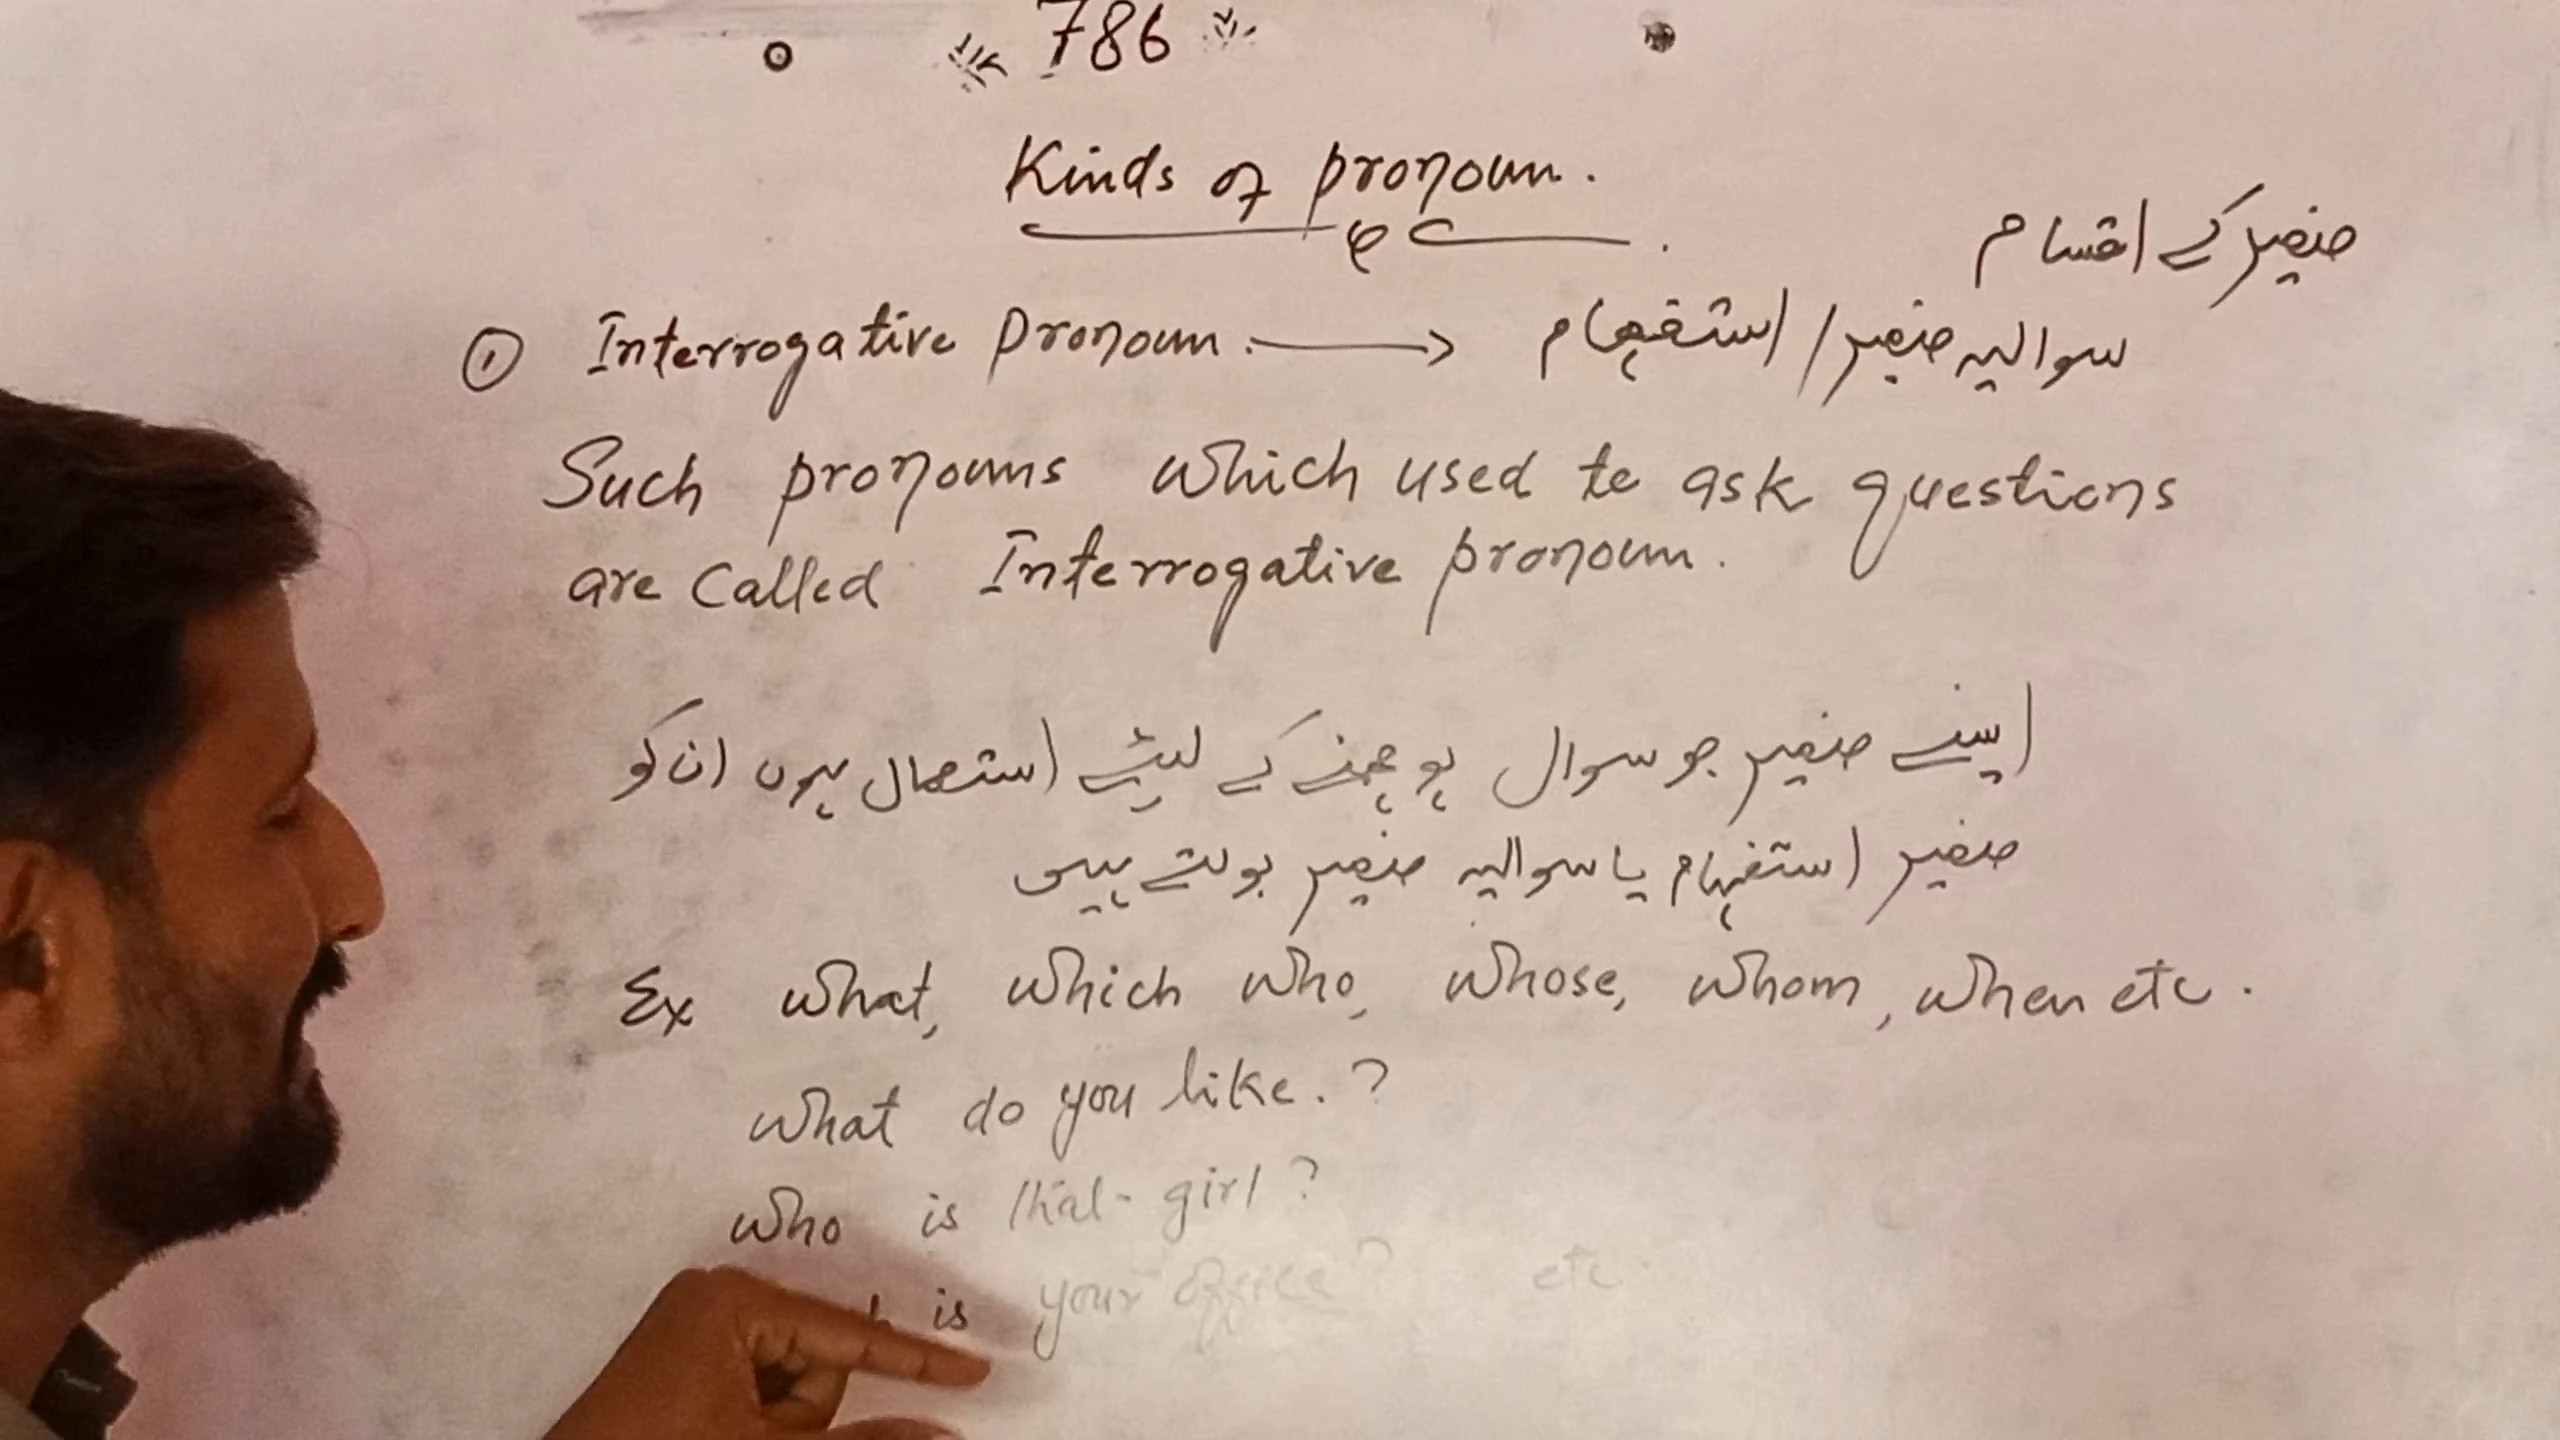 786
Kinds of pronoun.
ضمیر کے اقسام
① Interrogative pronoun. → سوالیہ ضمیر / استفہام
Such pronouns which used to ask questions
are Called Interrogative pronoun.
ایسے ضمیر جو سوال پوچھنے کے لیئے استعمال ہوں ان کو
ضمیر استفہام یا سوالیہ ضمیر بولتے ہیں
Ex what, which who, whose, whom, when etc.
what do you like.?
who is that girl?
is your office? etc